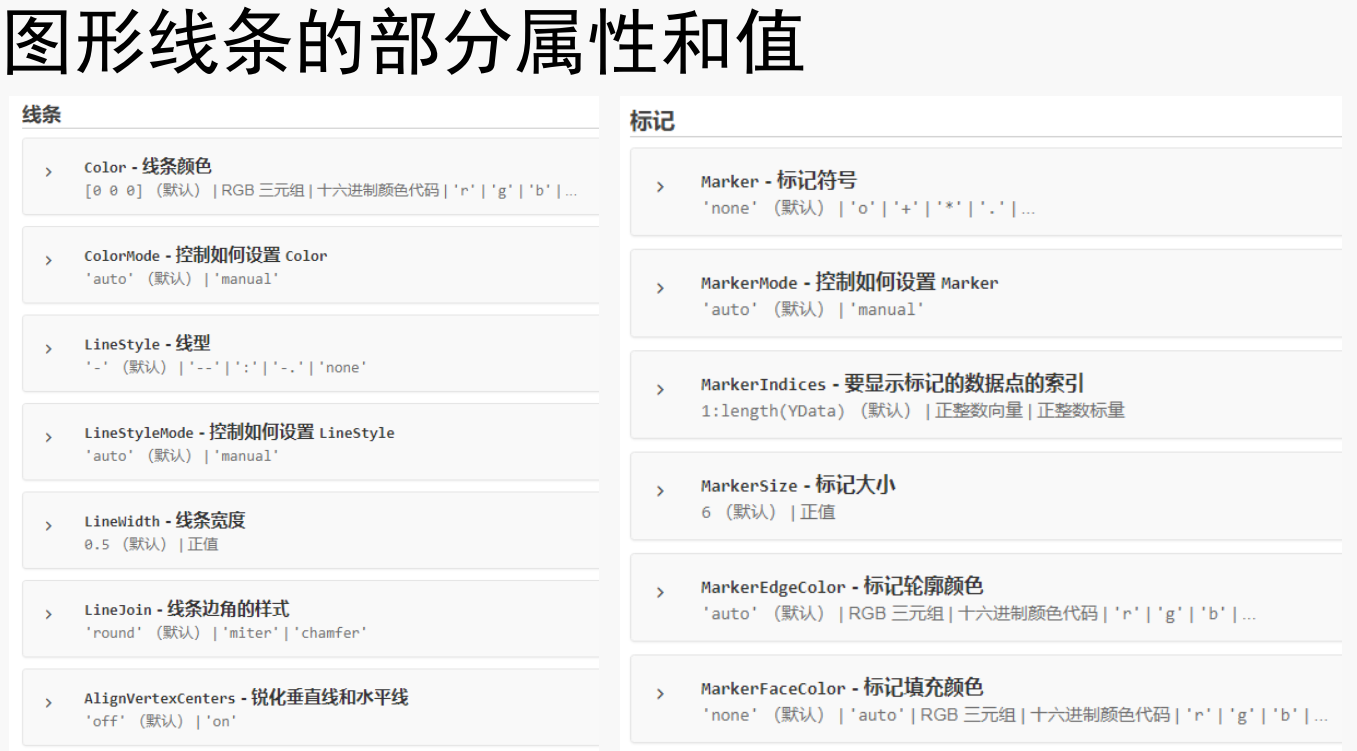 图形线条的部分属性和值
线条
Color - 线条颜色
[0 0 0] （默认） | RGB 三元组 | 十六进制颜色代码 | 'r' | 'g' | 'b' | ...
ColorMode - 控制如何设置 Color
'auto' （默认） | 'manual'
LineStyle - 线型
'-' （默认） | '--' | ':' | '-.' | 'none'
LineStyleMode - 控制如何设置 LineStyle
'auto' （默认） | 'manual'
LineWidth - 线条宽度
0.5 （默认） | 正值
LineJoin - 线条边角的样式
'round' （默认） | 'miter' | 'chamfer'
AlignVertexCenters - 锐化垂直线和水平线
'off' （默认） | 'on'
标记
Marker - 标记符号
'none' （默认） | 'o' | '+' | '*' | '.' | ...
MarkerMode - 控制如何设置 Marker
'auto' （默认） | 'manual'
MarkerIndices - 要显示标记的数据点的索引
1:length(YData) （默认） | 正整数向量 | 正整数标量
MarkerSize - 标记大小
6 （默认） | 正值
MarkerEdgeColor - 标记轮廓颜色
'auto' （默认） | RGB 三元组 | 十六进制颜色代码 | 'r' | 'g' | 'b' | ...
MarkerFaceColor - 标记填充颜色
'none' （默认） | 'auto' | RGB 三元组 | 十六进制颜色代码 | 'r' | 'g' | 'b' | ...